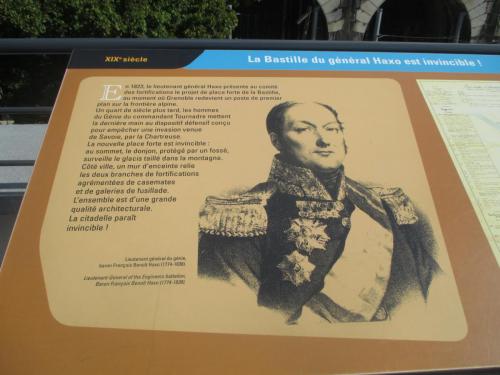 XIXe siècle
La Bastille du général Haxo est invincible !
En 1823, le lieutenant général Haxo présente au comité
des fortifications le projet de place forte de la Bastille,
au moment où Grenoble redevient un poste de premier
plan sur la frontière alpine.
Un quart de siècle plus tard, les hommes
du Génie du commandant Tournadre mettent
la dernière main au dispositif défensif conçu
pour empêcher une invasion venue
de Savoie, par la Chartreuse.
La nouvelle place forte est invincible :
au sommet, le donjon, protégé par un fossé,
surveille le glacis taillé dans la montagne.
Côté ville, un mur d'enceinte relie
les deux branches de fortifications
agrémentées de casemates
et de galeries de fusillade.
L'ensemble est d'une grande
qualité architecturale.
La citadelle paraît
invincible !
Lieutenant général du génie,
baron François Benoît Haxo (1774-1838)
Lieutenant-General of the Engineers battalion,
Baron François Benoît Haxo (1774-1838)